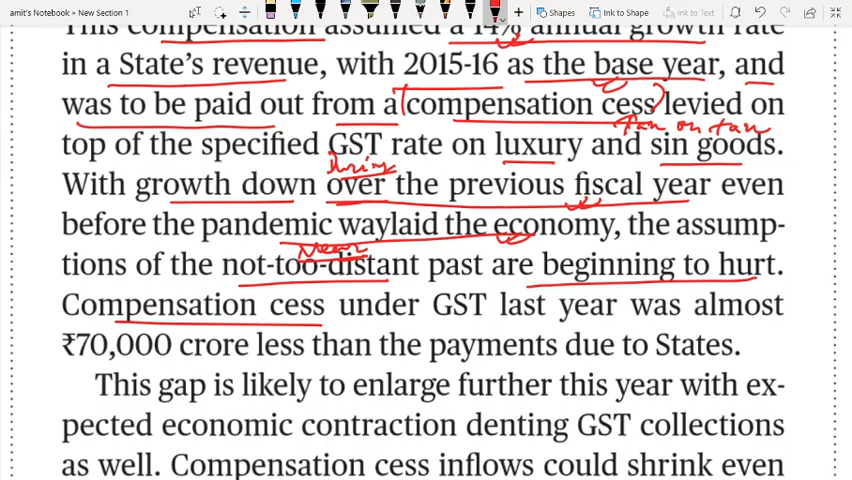 amit's Notebook » New Section 1
Shapes Ink to Shape Ink to Text
This compensation assumed a 14% annual growth rate
in a State's revenue, with 2015-16 as the base year, and
was to be paid out from a (compensation cess) levied on
tax on tax
top of the specified GST rate on luxury and sin goods.
During
With growth down over the previous fiscal year even
before the pandemic waylaid the economy, the assump-
Near
tions of the not-too-distant past are beginning to hurt.
Compensation cess under GST last year was almost
₹70,000 crore less than the payments due to States.
This gap is likely to enlarge further this year with ex-
pected economic contraction denting GST collections
as well. Compensation cess inflows could shrink even